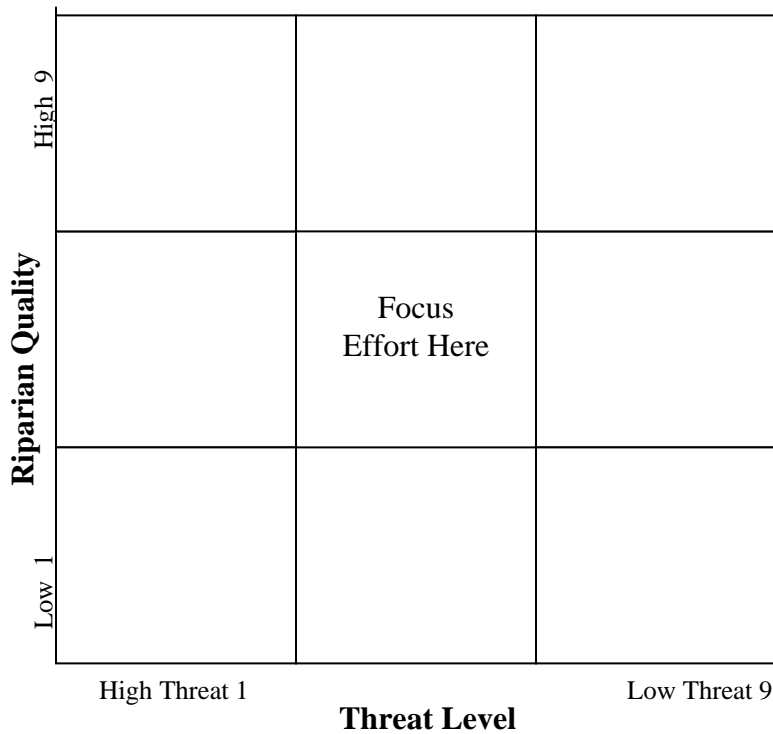 High 9
Riparian Quality
Low 1
Focus
Effort Here
High Threat 1
Low Threat 9
Threat Level